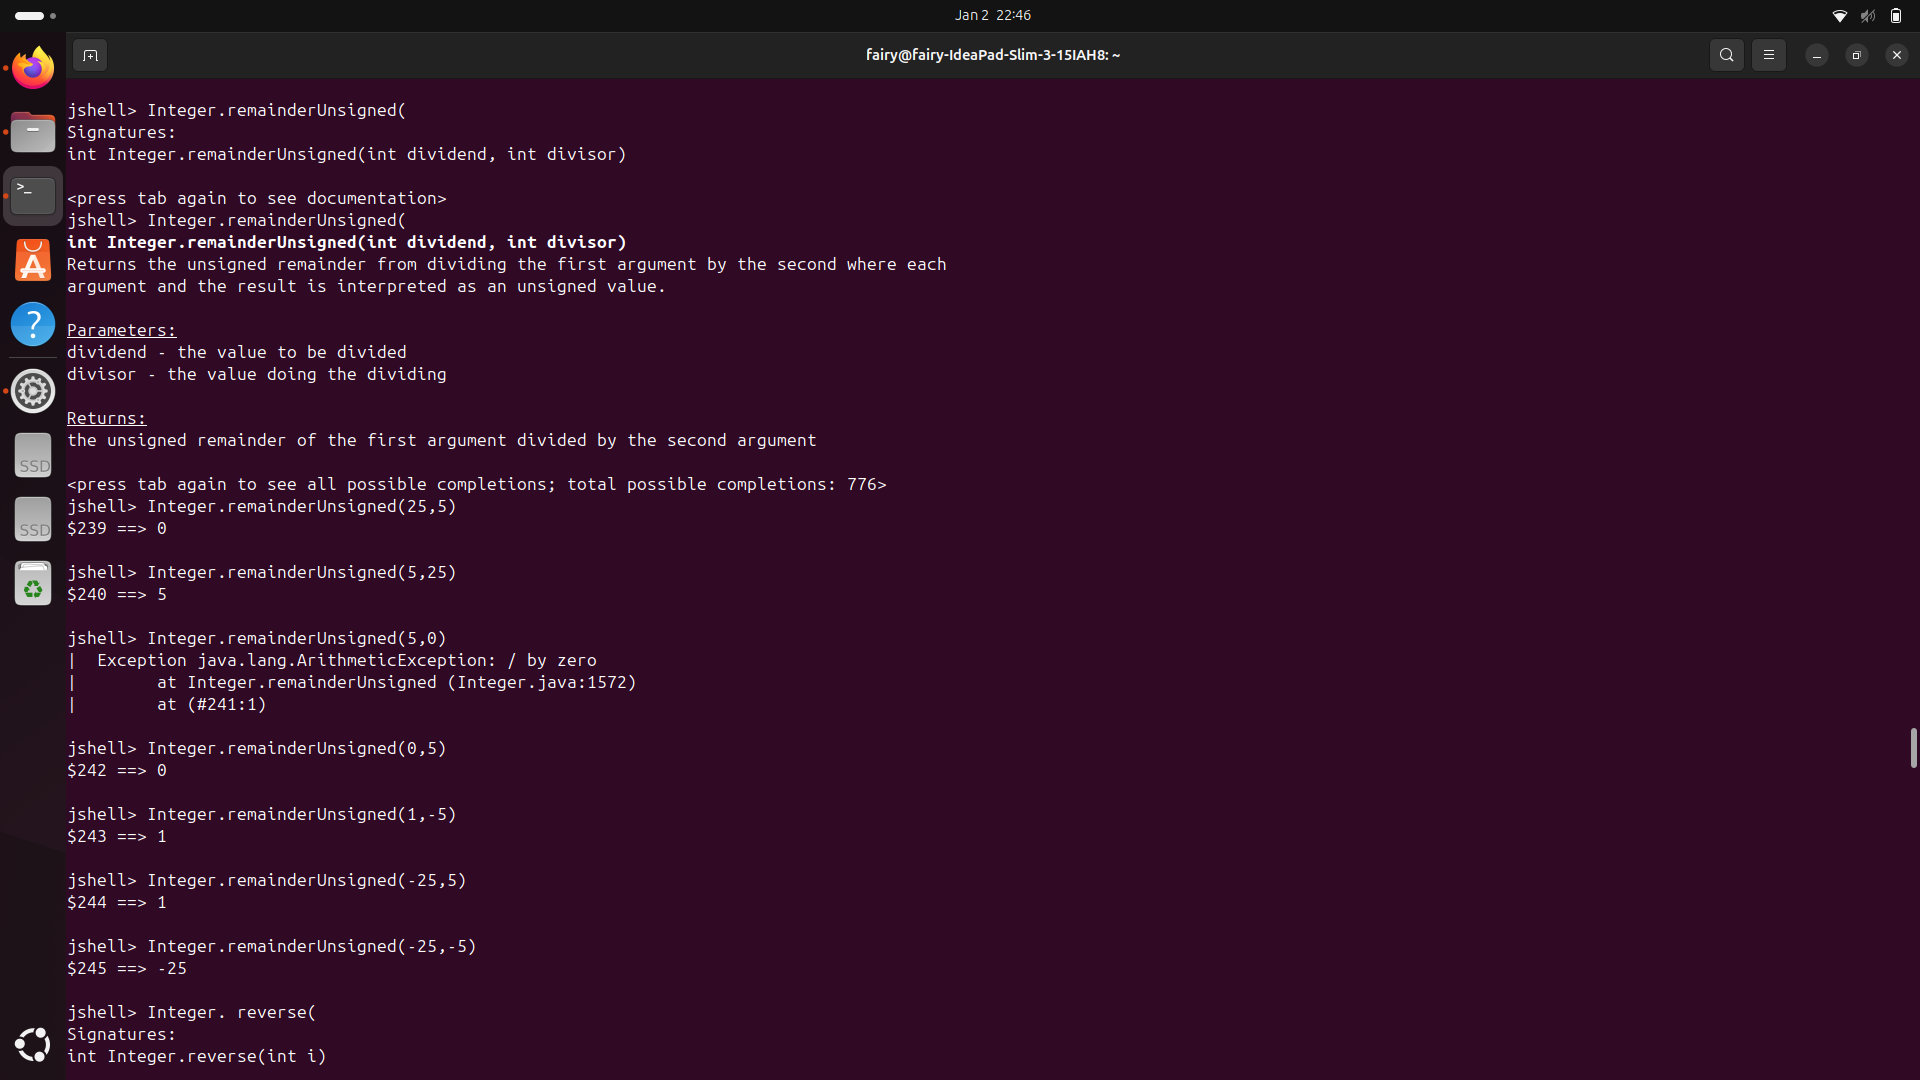 Jan 2 22:46
fairy@fairy-IdeaPad-Slim-3-15IAH8: ~
jshell> Integer.remainderUnsigned(
Signatures:
int Integer.remainderUnsigned(int dividend, int divisor)
<press tab again to see documentation>
jshell> Integer.remainderUnsigned(
int Integer.remainderUnsigned(int dividend, int divisor)
Returns the unsigned remainder from dividing the first argument by the second where each
argument and the result is interpreted as an unsigned value.
Parameters:
dividend - the value to be divided
divisor - the value doing the dividing
Returns:
the unsigned remainder of the first argument divided by the second argument
<press tab again to see all possible completions; total possible completions: 776>
jshell> Integer.remainderUnsigned(25,5)
$239 ==> 0
jshell> Integer.remainderUnsigned(5,25)
$240 ==> 5
jshell> Integer.remainderUnsigned(5,0)
|  Exception java.lang.ArithmeticException: / by zero
|        at Integer.remainderUnsigned (Integer.java:1572)
|        at (#241:1)
jshell> Integer.remainderUnsigned(0,5)
$242 ==> 0
jshell> Integer.remainderUnsigned(1,-5)
$243 ==> 1
jshell> Integer.remainderUnsigned(-25,5)
$244 ==> 1
jshell> Integer.remainderUnsigned(-25,-5)
$245 ==> -25
jshell> Integer. reverse(
Signatures:
int Integer.reverse(int i)
>_
A
?
SSD
SSD